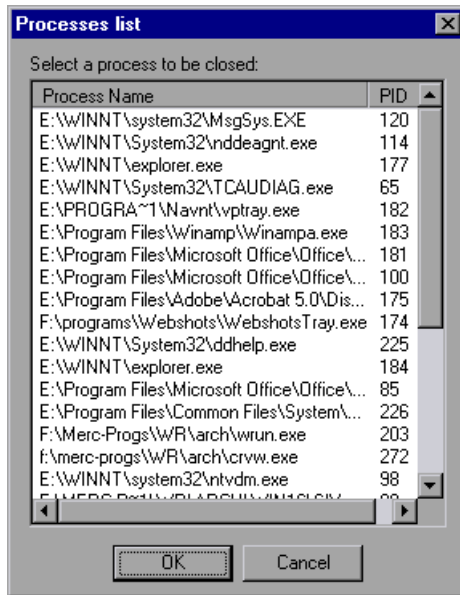 Processes list
Select a process to be closed:
Process Name PID
E:\WINNT\system32\MsgSys.EXE 120
E:\WINNT\System32\nddeagnt.exe 114
E:\WINNT\explorer.exe 177
E:\WINNT\System32\TCAUDIAG.exe 65
E:\PROGRA~1\Navnt\vptray.exe 182
E:\Program Files\Winamp\Winampa.exe 183
E:\Program Files\Microsoft Office\Office\... 181
E:\Program Files\Microsoft Office\Office\... 100
E:\Program Files\Adobe\Acrobat 5.0\Dis... 175
F:\programs\Webshots\WebshotsTray.exe 174
E:\WINNT\System32\ddhelp.exe 225
E:\WINNT\explorer.exe 184
E:\Program Files\Microsoft Office\Office\... 85
E:\Program Files\Common Files\System\... 226
F:\Merc-Progs\WR\arch\wrun.exe 203
f:\merc-progs\WR\arch\crvw.exe 272
E:\WINNT\system32\ntvdm.exe 98
OK Cancel